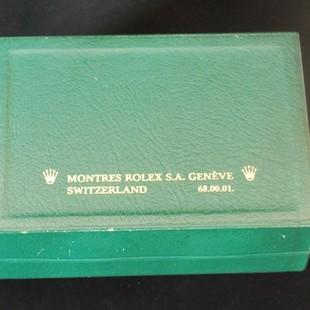 MONTRES ROLEX S.A. GENÈVE
SWITZERLAND 68.00.01.